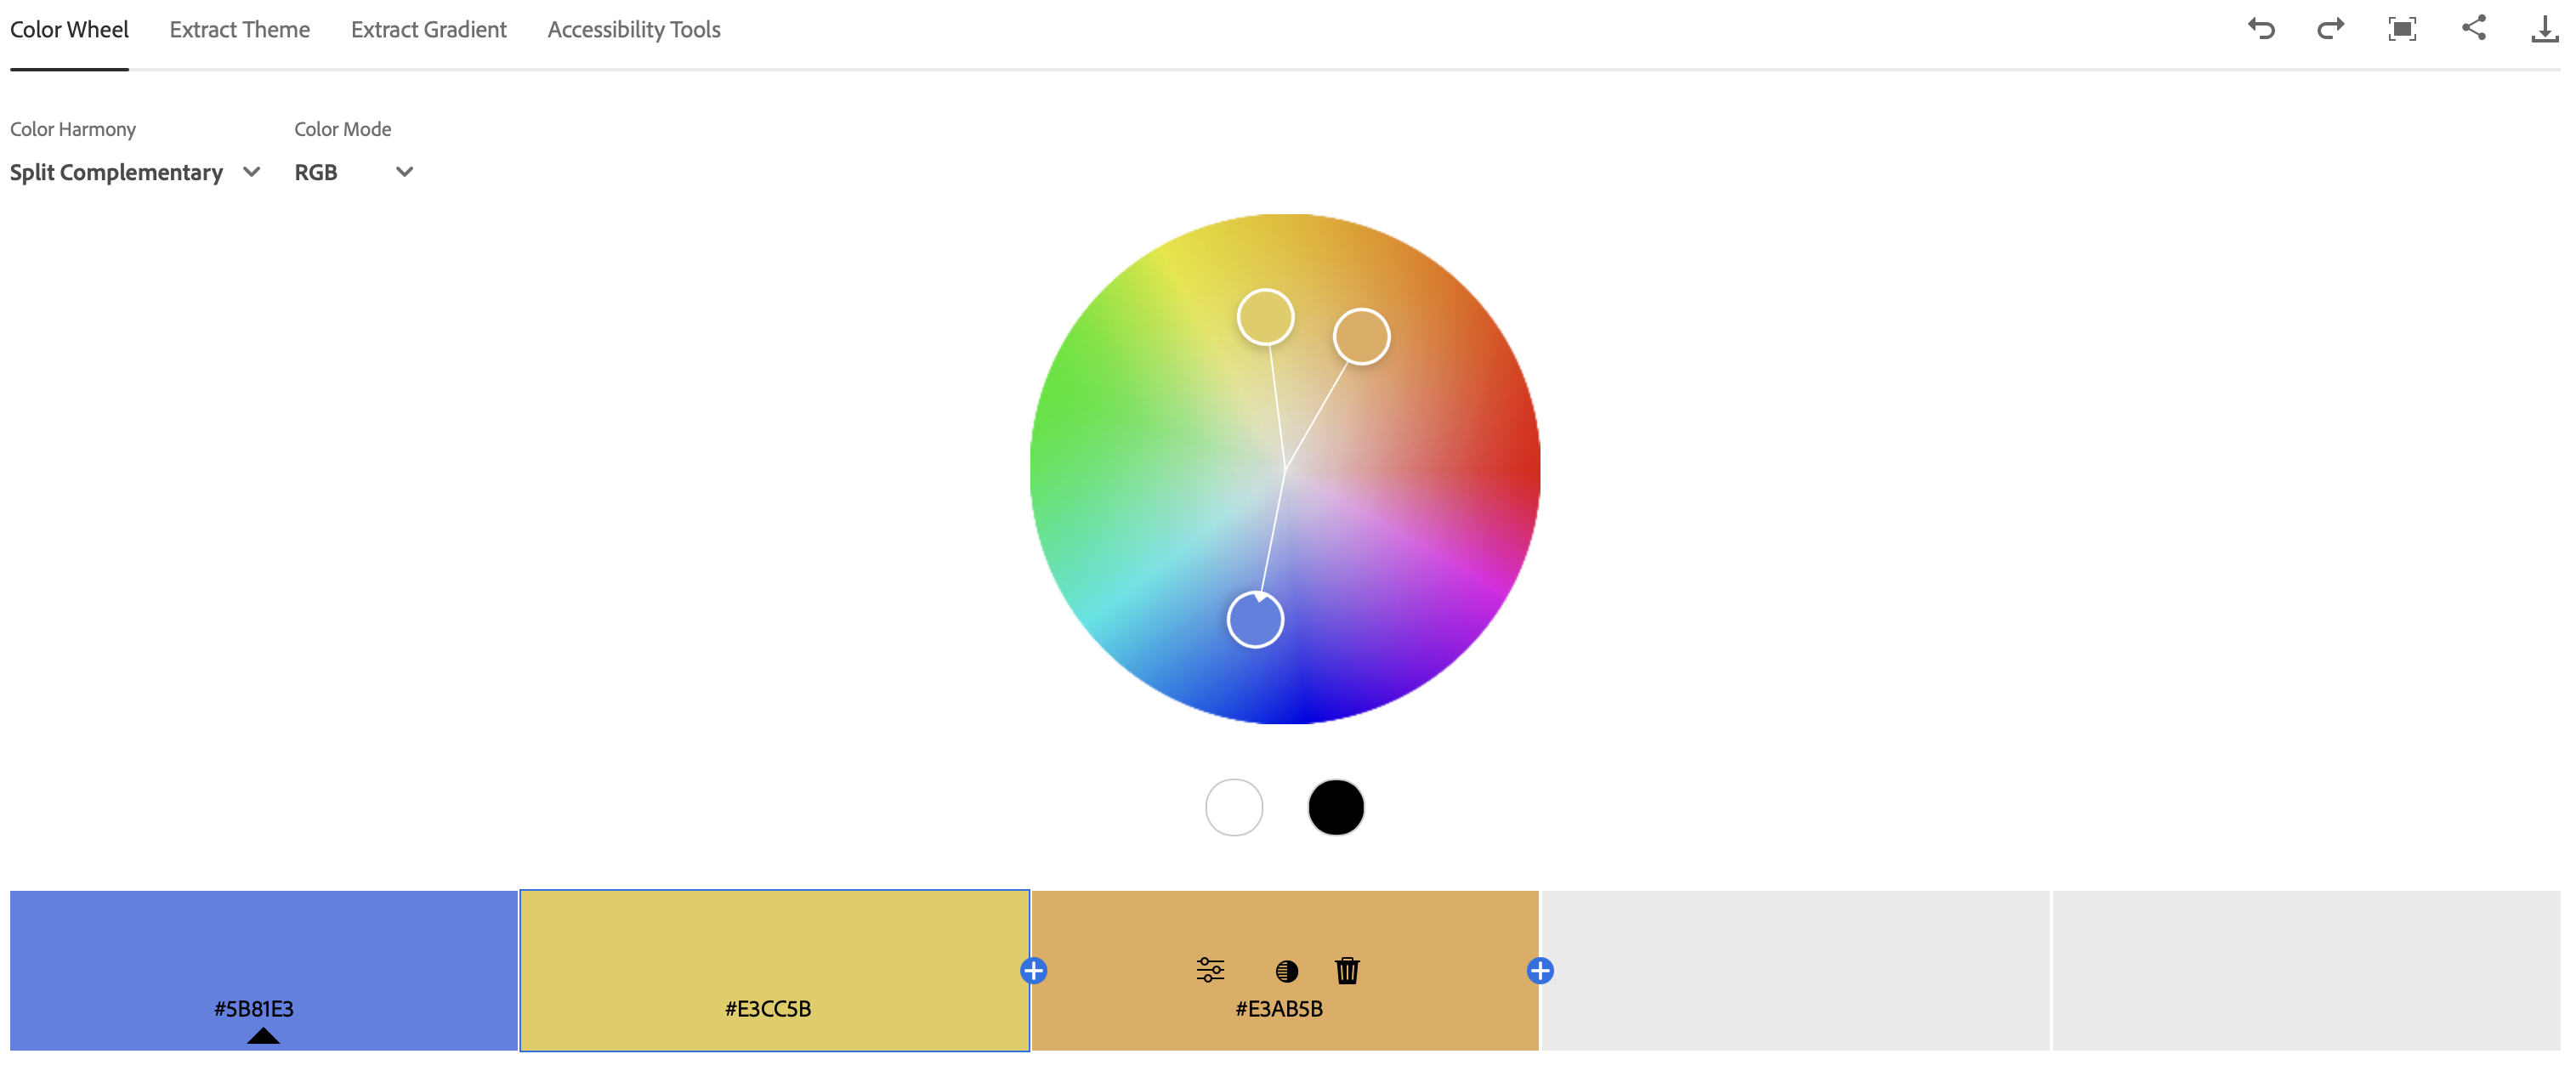 Color Wheel Extract Theme Extract Gradient Accessibility Tools
Color Harmony Color Mode
Split Complementary RGB
#5B81E3 #E3CC5B #E3AB5B